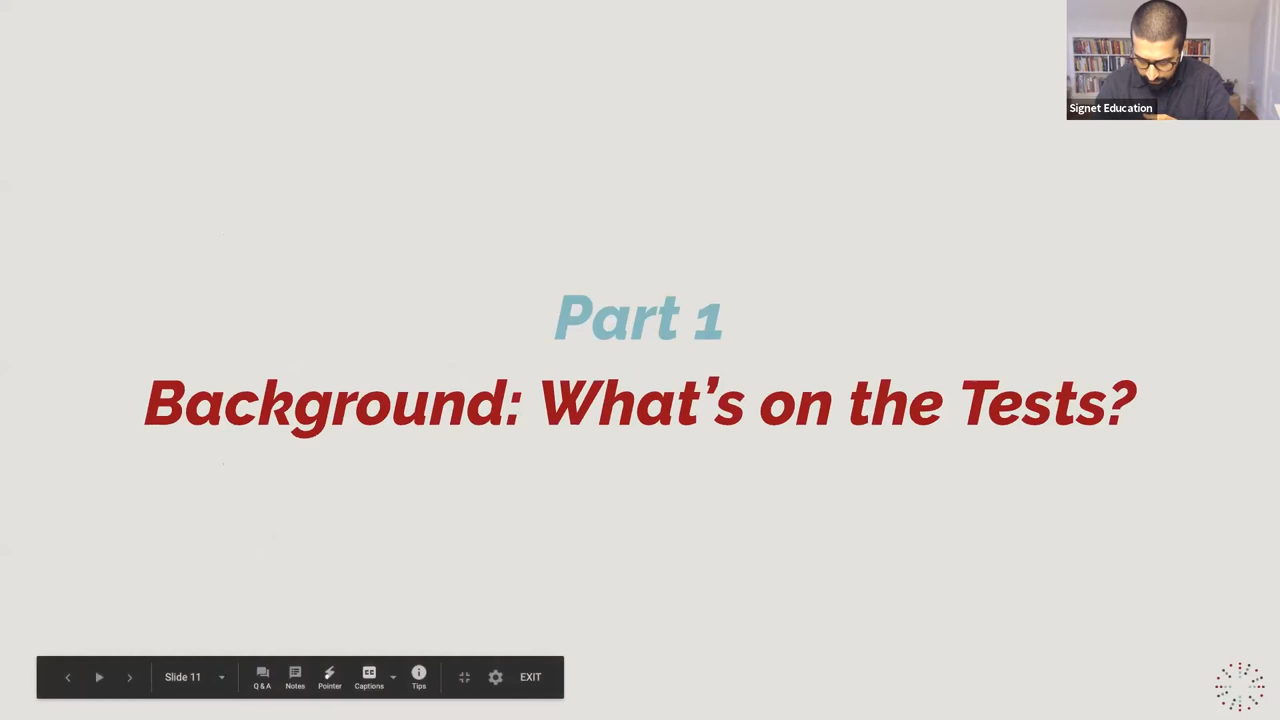 Signet Education
Part 1
Background: What's on the Tests?
Slide 11
Q & A
Notes
Pointer
Captions
Tips
EXIT